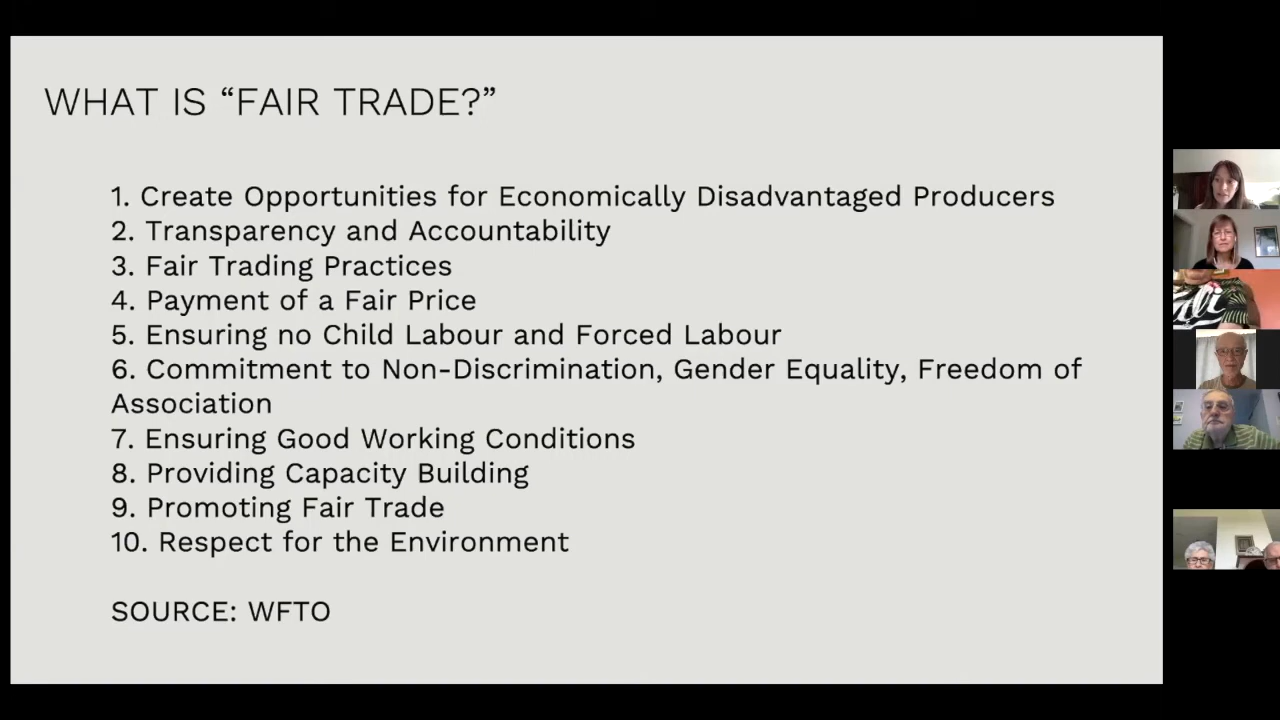 WHAT IS “FAIR TRADE?”
1. Create Opportunities for Economically Disadvantaged Producers
2. Transparency and Accountability
3. Fair Trading Practices
4. Payment of a Fair Price
5. Ensuring no Child Labour and Forced Labour
6. Commitment to Non-Discrimination, Gender Equality, Freedom of
Association
7. Ensuring Good Working Conditions
8. Providing Capacity Building
9. Promoting Fair Trade
10. Respect for the Environment
SOURCE: WFTO